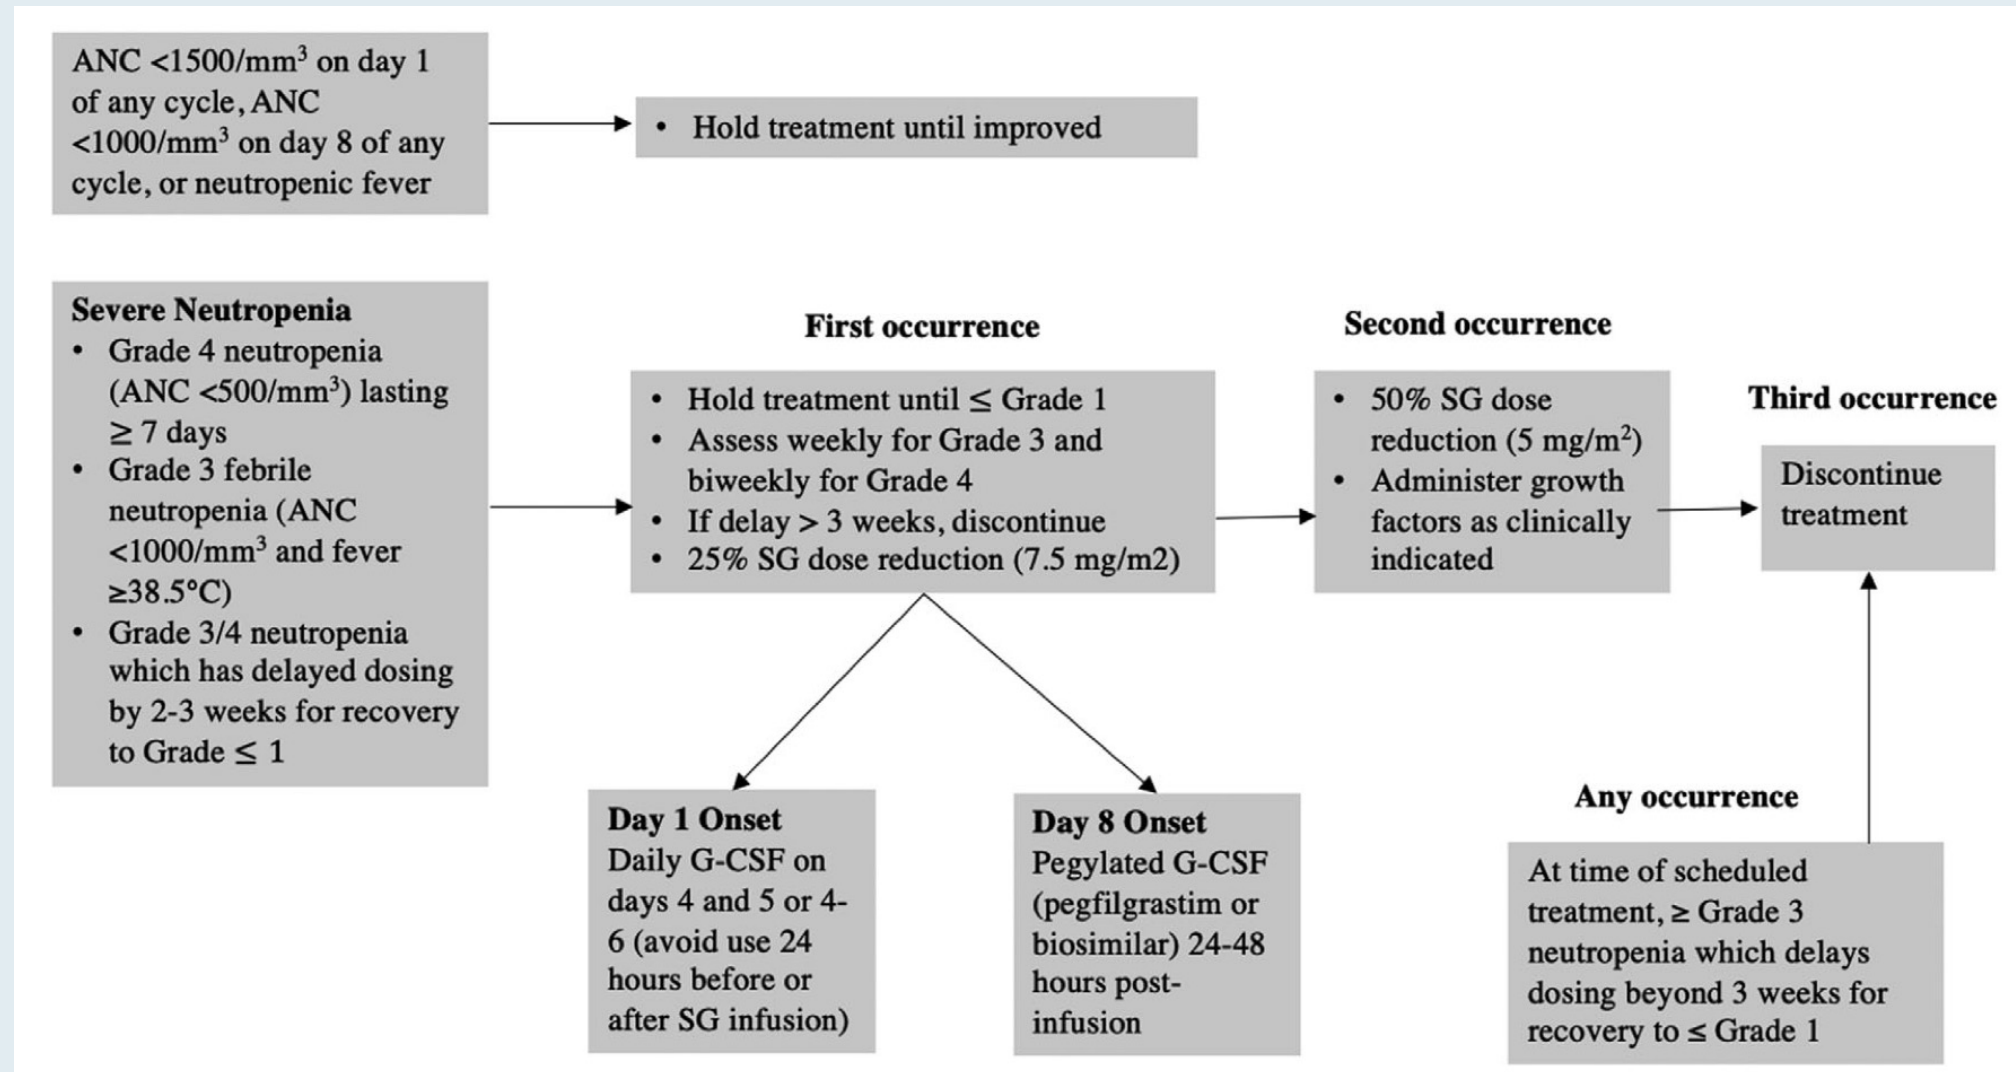 ANC <1500/mm³ on day 1
of any cycle, ANC
<1000/mm³ on day 8 of any
cycle, or neutropenic fever
• Hold treatment until improved
Severe Neutropenia
• Grade 4 neutropenia
(ANC <500/mm³) lasting
≥ 7 days
• Grade 3 febrile
neutropenia (ANC
<1000/mm³ and fever
≥38.5°C)
• Grade 3/4 neutropenia
which has delayed dosing
by 2-3 weeks for recovery
to Grade ≤ 1
First occurrence
• Hold treatment until ≤ Grade 1
• Assess weekly for Grade 3 and
biweekly for Grade 4
• If delay > 3 weeks, discontinue
• 25% SG dose reduction (7.5 mg/m2)
Second occurrence
• 50% SG dose
reduction (5 mg/m²)
• Administer growth
factors as clinically
indicated
Third occurrence
Discontinue
treatment
Day 1 Onset
Daily G-CSF on
days 4 and 5 or 4-
6 (avoid use 24
hours before or
after SG infusion)
Day 8 Onset
Pegylated G-CSF
(pegfilgrastim or
biosimilar) 24-48
hours post-
infusion
Any occurrence
At time of scheduled
treatment, ≥ Grade 3
neutropenia which delays
dosing beyond 3 weeks for
recovery to ≤ Grade 1